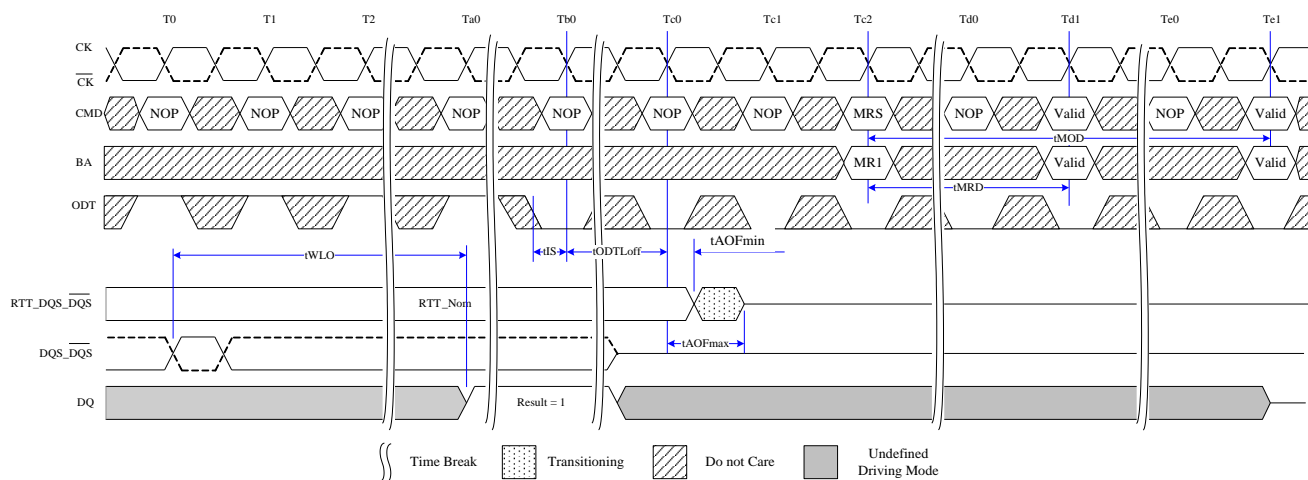 T0 T1 T2 Ta0 Tb0 Tc0 Tc1 Tc2 Td0 Td1 Te0 Te1
CK
CK
CMD NOP NOP NOP NOP NOP NOP NOP MRS NOP Valid NOP Valid
tMOD
BA MR1 Valid Valid
tMRD
ODT
tWLO tIS tODTLoff tAOFmin
RTT_DQS_DQS RTT_Nom
DQS_DQS tAOFmax
DQ Result = 1
Time Break Transitioning Do not Care Undefined
Driving Mode